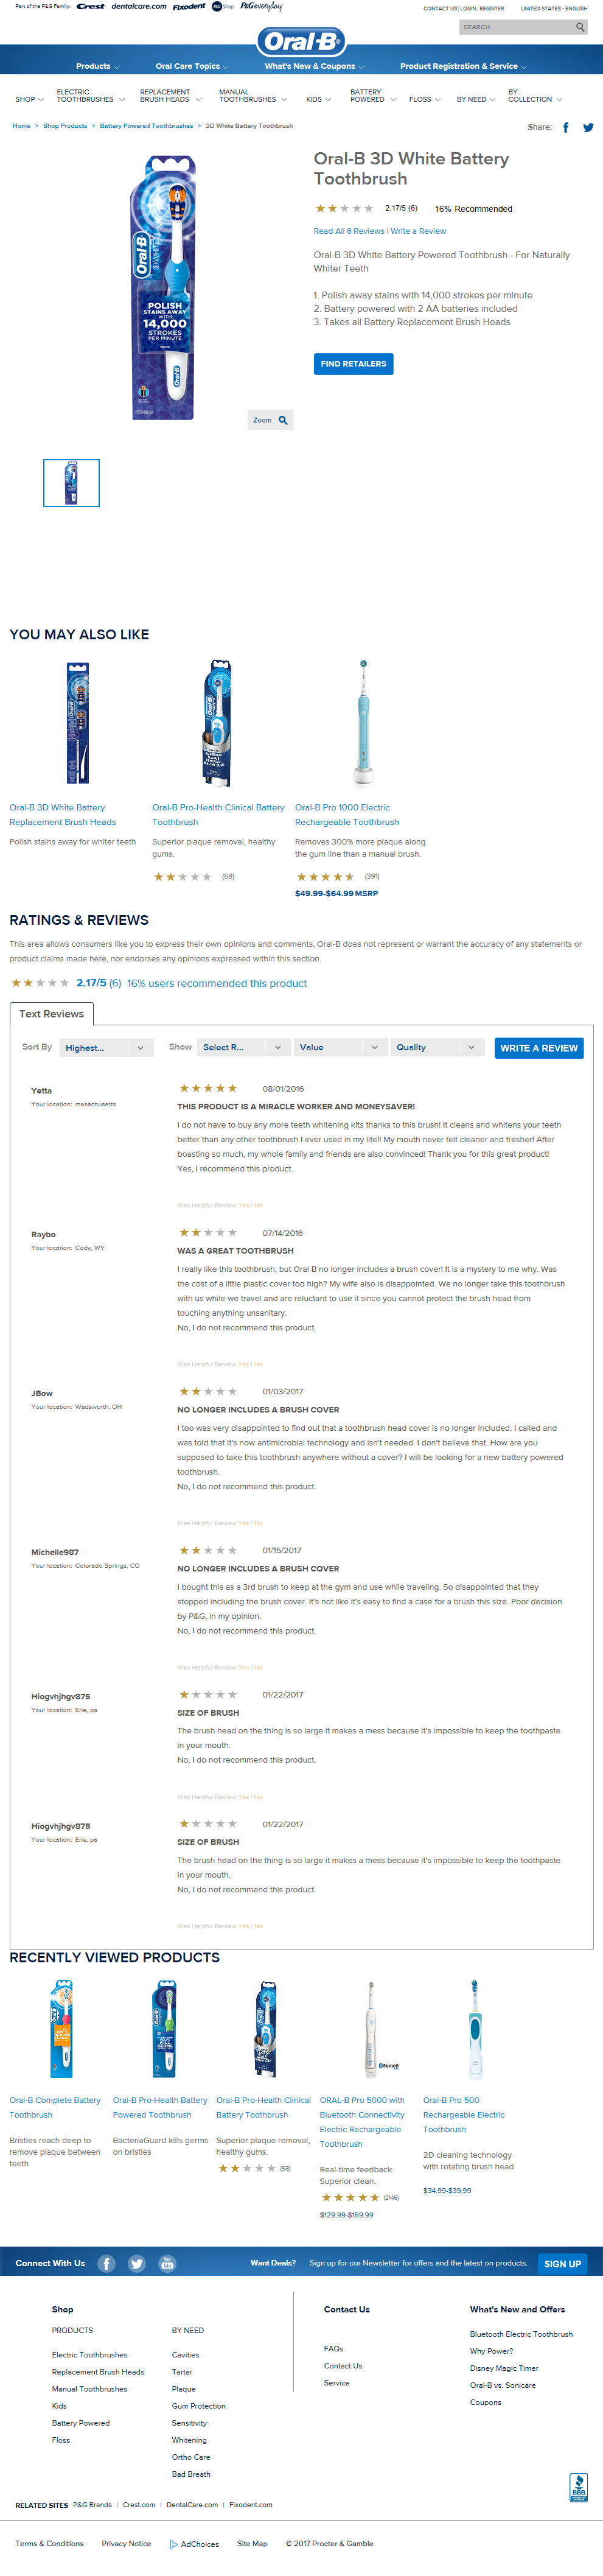 Part of the P&G Family: Crest dentalcare.com Fixodent P&G Shop P&G everyday
CONTACT US | LOGIN | REGISTER UNITED STATES - ENGLISH
SEARCH
Oral-B
Products Oral Care Topics What's New & Coupons Product Registration & Service
SHOP ELECTRIC TOOTHBRUSHES REPLACEMENT BRUSH HEADS MANUAL TOOTHBRUSHES KIDS BATTERY POWERED FLOSS BY NEED BY COLLECTION
Home > Shop Products > Battery Powered Toothbrushes > 3D White Battery Toothbrush
Share:
Oral-B 3D White Battery
Toothbrush
2.17/5 (6) 16% Recommended
Read All 6 Reviews | Write a Review
Oral-B 3D White Battery Powered Toothbrush - For Naturally
Whiter Teeth
1. Polish away stains with 14,000 strokes per minute
2. Battery powered with 2 AA batteries included
3. Takes all Battery Replacement Brush Heads
FIND RETAILERS
Oral-B
POLISH
STAINS AWAY
WITH
14,000
STROKES
PER MINUTE
Oral-B
Zoom
YOU MAY ALSO LIKE
Oral-B 3D White Battery
Replacement Brush Heads
Polish stains away for whiter teeth
Oral-B Pro-Health Clinical Battery
Toothbrush
Superior plaque removal, healthy
gums.
(58)
Oral-B Pro 1000 Electric
Rechargeable Toothbrush
Removes 300% more plaque along
the gum line than a manual brush.
(391)
$49.99-$64.99 MSRP
RATINGS & REVIEWS
This area allows consumers like you to express their own opinions and comments. Oral-B does not represent or warrant the accuracy of any statements or
product claims made here, nor endorses any opinions expressed within this section.
2.17/5 (6) 16% users recommended this product
Text Reviews
Sort By Highest... Show Select R... Value Quality WRITE A REVIEW
Yetta 08/01/2016
Your location: masachusetts
THIS PRODUCT IS A MIRACLE WORKER AND MONEYSAVER!
I do not have to buy any more teeth whitening kits thanks to this brush! It cleans and whitens your teeth
better than any other toothbrush I ever used in my life!! My mouth never felt cleaner and fresher! After
boasting so much, my whole family and friends are also convinced! Thank you for this great product!
Yes, I recommend this product.
Was Helpful Review Yes | No
Raybo 07/14/2016
Your location: Cody, WY
WAS A GREAT TOOTHBRUSH
I really like this toothbrush, but Oral B no longer includes a brush cover! It is a mystery to me why. Was
the cost of a little plastic cover too high? My wife also is disappointed. We no longer take this toothbrush
with us while we travel and are reluctant to use it since you cannot protect the brush head from
touching anything unsanitary.
No, I do not recommend this product.
Was Helpful Review Yes | No
JBow 01/03/2017
Your location: Wadsworth, OH
NO LONGER INCLUDES A BRUSH COVER
I too was very disappointed to find out that a toothbrush head cover is no longer included. I called and
was told that it's now antimicrobial technology and isn't needed. I don't believe that. How are you
supposed to take this toothbrush anywhere without a cover? I will be looking for a new battery powered
toothbrush.
No, I do not recommend this product.
Was Helpful Review Yes | No
Michelle987 01/15/2017
Your location: Colorado Springs, CO
NO LONGER INCLUDES A BRUSH COVER
I bought this as a 3rd brush to keep at the gym and use while traveling. So disappointed that they
stopped including the brush cover. It's not like it's easy to find a case for a brush this size. Poor decision
by P&G, in my opinion.
No, I do not recommend this product.
Was Helpful Review Yes | No
Hiogvhjhgv875 01/22/2017
Your location: Erie, pa
SIZE OF BRUSH
The brush head on the thing is so large it makes a mess because it's impossible to keep the toothpaste
in your mouth.
No, I do not recommend this product.
Was Helpful Review Yes | No
Hiogvhjhgv875 01/22/2017
Your location: Erie, pa
SIZE OF BRUSH
The brush head on the thing is so large it makes a mess because it's impossible to keep the toothpaste
in your mouth.
No, I do not recommend this product.
Was Helpful Review Yes | No
RECENTLY VIEWED PRODUCTS
Oral-B Complete Battery
Toothbrush
Bristles reach deep to
remove plaque between
teeth
Oral-B Pro-Health Battery
Powered Toothbrush
BacteriaGuard kills germs
on bristles
Oral-B Pro-Health Clinical
Battery Toothbrush
Superior plaque removal,
healthy gums.
(58)
Bluetooth
ORAL-B Pro 5000 with
Bluetooth Connectivity
Electric Rechargeable
Toothbrush
Real-time feedback.
Superior clean.
(2146)
$129.99-$159.99
Oral-B Pro 500
Rechargeable Electric
Toothbrush
2D cleaning technology
with rotating brush head
$34.99-$39.99
Connect With Us You Tube Want Deals? Sign up for our Newsletter for offers and the latest on products. SIGN UP
Shop
PRODUCTS
Electric Toothbrushes
Replacement Brush Heads
Manual Toothbrushes
Kids
Battery Powered
Floss
BY NEED
Cavities
Tartar
Plaque
Gum Protection
Sensitivity
Whitening
Ortho Care
Bad Breath
Contact Us
FAQs
Contact Us
Service
What's New and Offers
Bluetooth Electric Toothbrush
Why Power?
Disney Magic Timer
Oral-B vs. Sonicare
Coupons
BBB
RELATED SITES P&G Brands | Crest.com | DentalCare.com | Fixodent.com
Terms & Conditions Privacy Notice AdChoices Site Map © 2017 Procter & Gamble